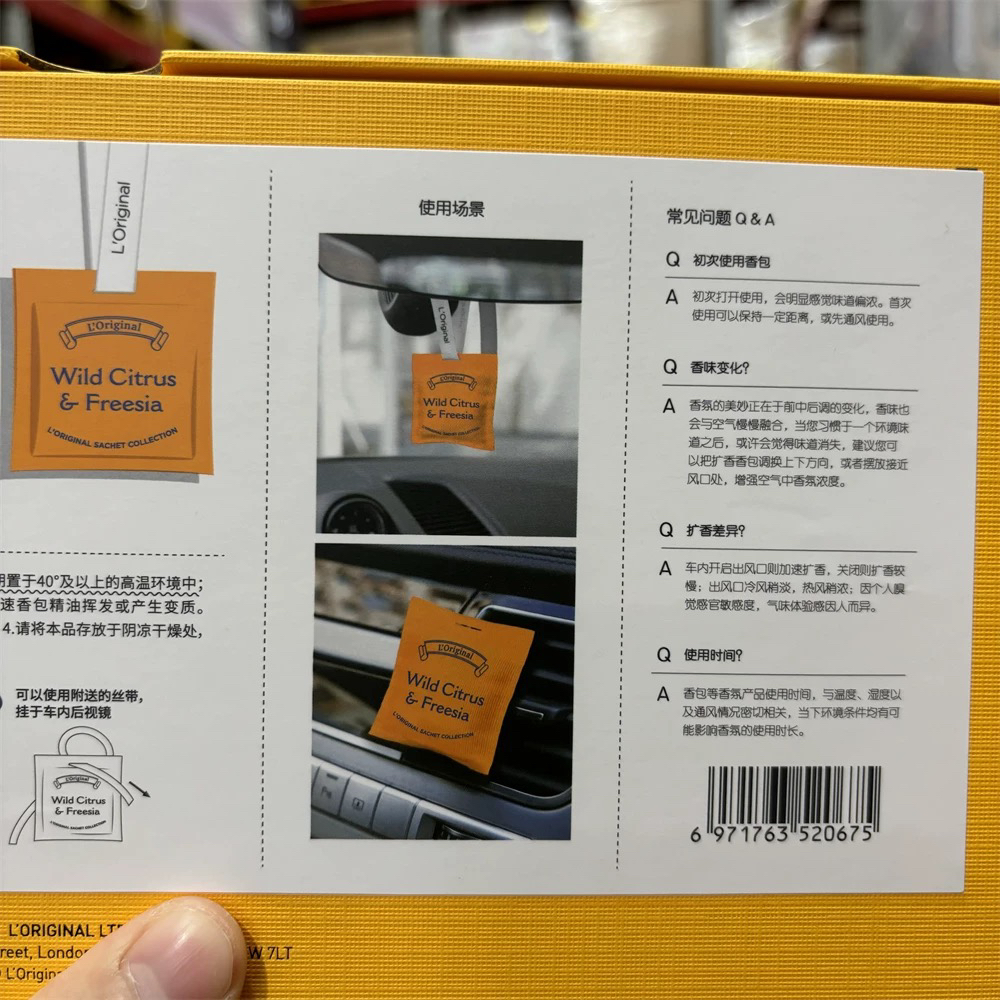 L'Original
L'Original
Wild Citrus
& Freesia
L'ORIGINAL SACHET COLLECTION
置于40°及以上的高温环境中;
速香包精油挥发或产生变质。
4.请将本品存放于阴凉干燥处,
可以使用附送的丝带,
挂于车内后视镜
L'Original
Wild Citrus
& Freesia
L'ORIGINAL SACHET COLLECTION
使用场景
L'Original
L'Original
Wild Citrus
& Freesia
L'ORIGINAL SACHET COLLECTION
L'Original
Wild Citrus
& Freesia
L'ORIGINAL SACHET COLLECTION
常见问题 Q & A
Q 初次使用香包
A 初次打开使用，会明显感觉味道偏浓。首次
使用可以保持一定距离，或先通风使用。
Q 香味变化?
A 香氛的美妙正在于前中后调的变化，香味也
会与空气慢慢融合，当您习惯于一个环境味
道之后，或许会觉得味道消失，建议您可
以把扩香香包调换上下方向，或者摆放接近
风口处，增强空气中香氛浓度。
Q 扩香差异?
A 车内开启出风口则加速扩香，关闭则扩香较
慢；出风口冷风稍淡，热风稍浓；因个人嗅
觉感官敏感度，气味体验感因人而异。
Q 使用时间?
A 香包等香氛产品使用时间，与温度、湿度以
及通风情况密切相关，当下环境条件均有可
能影响香氛的使用时长。
6 971763 520675
L'ORIGINAL
reet, London
W 7LT
L'Origin